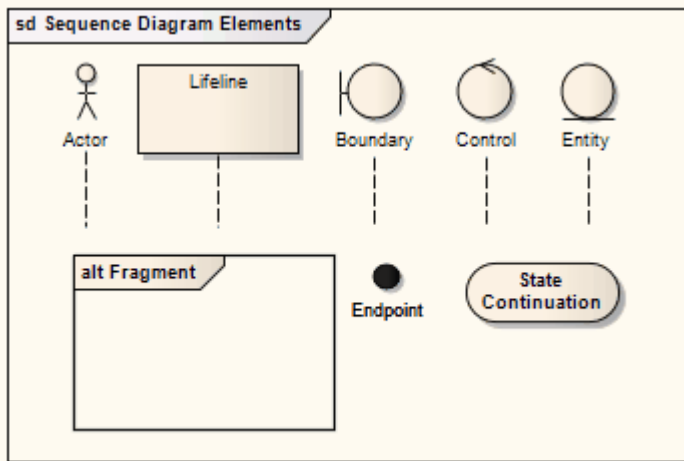 sd Sequence Diagram Elements
Lifeline
Actor
Boundary
Control
Entity
alt Fragment
Endpoint
State
Continuation